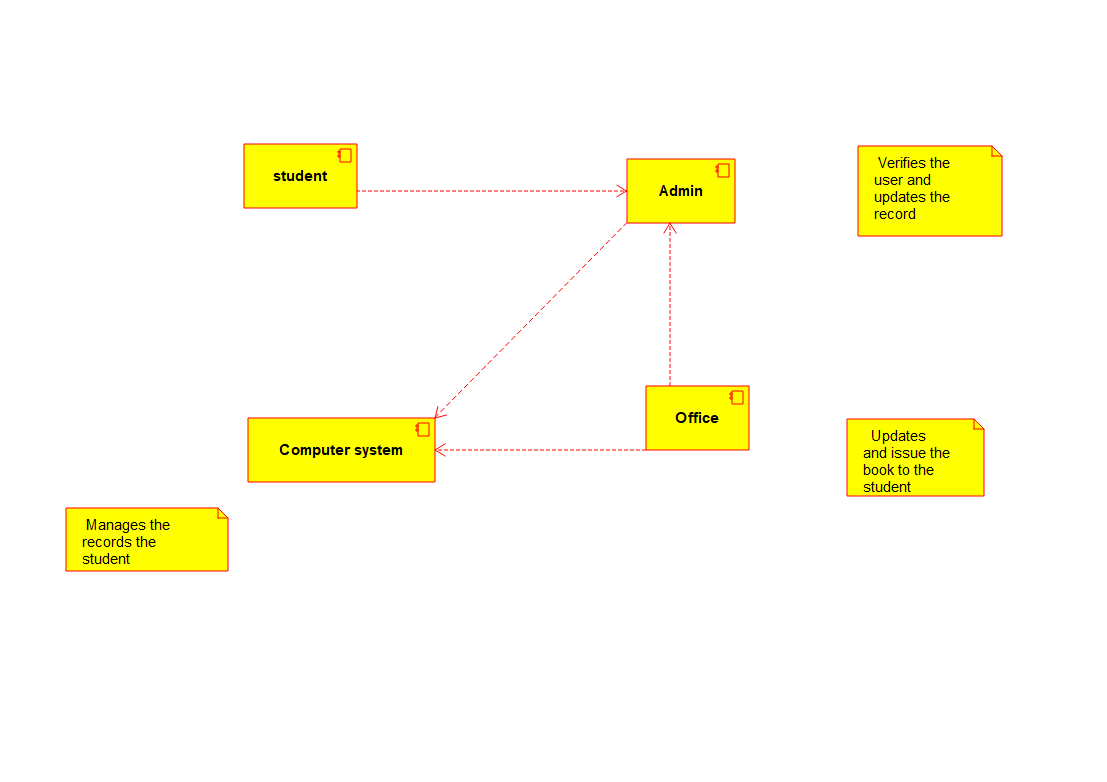 student
Admin
Verifies the
user and
updates the
record
Computer system
Office
Updates
and issue the
book to the
student
Manages the
records the
student